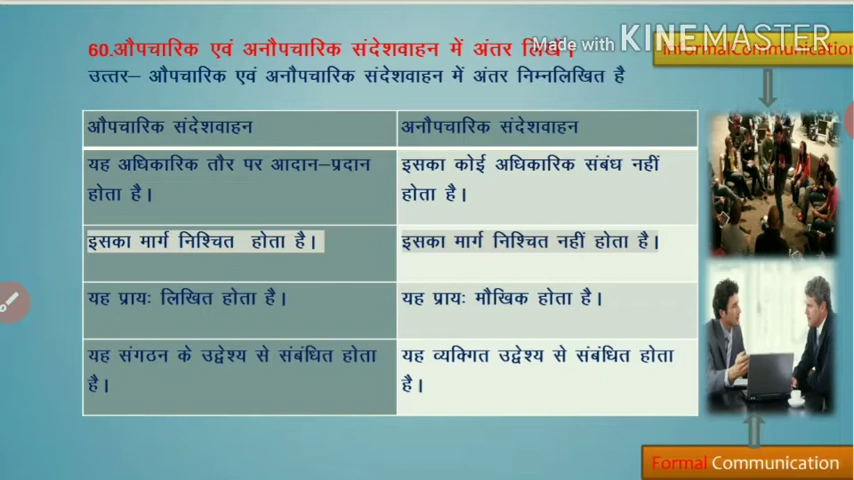 60.औपचारिक एवं अनौपचारिक संदेशवाहन में अंतर लिखें।
Made with KINEMASTER
Informal Communication
उत्तर– औपचारिक एवं अनौपचारिक संदेशवाहन में अंतर निम्नलिखित है
औपचारिक संदेशवाहन
अनौपचारिक संदेशवाहन
यह अधिकारिक तौर पर आदान–प्रदान
होता है।
इसका कोई अधिकारिक संबंध नहीं
होता है।
इसका मार्ग निश्चित होता है।
इसका मार्ग निश्चित नहीं होता है।
यह प्रायः लिखित होता है।
यह प्रायः मौखिक होता है।
यह संगठन के उद्वेश्य से संबंधित होता
है।
यह व्यक्गित उद्वेश्य से संबंधित होता
है।
Formal Communication